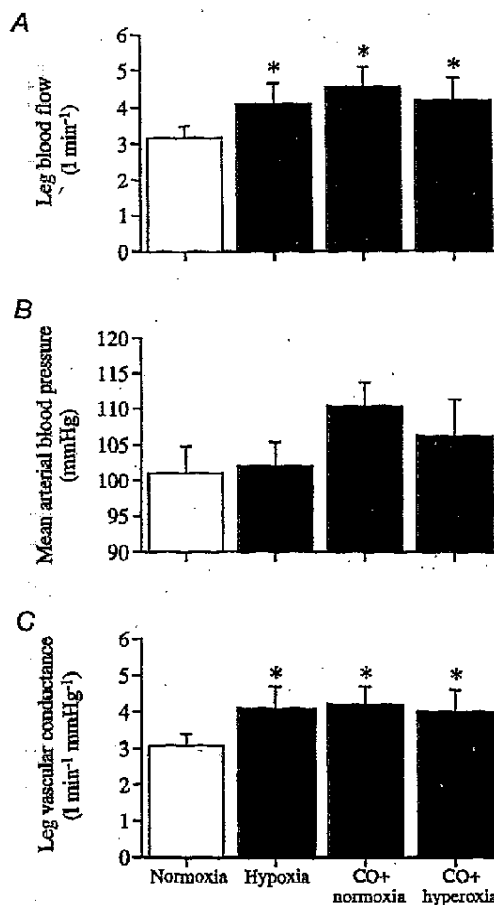 A
Leg blood flow
(l min⁻¹)
6
5
4
3
2
1
0
*
*
*
B
Mean arterial blood pressure
(mmHg)
120
115
110
105
100
95
90
C
Leg vascular conductance
(l min⁻¹ mmHg⁻¹)
6
5
4
3
2
1
0
*
*
*
Normoxia
Hypoxia
CO+
normoxia
CO+
hyperoxia